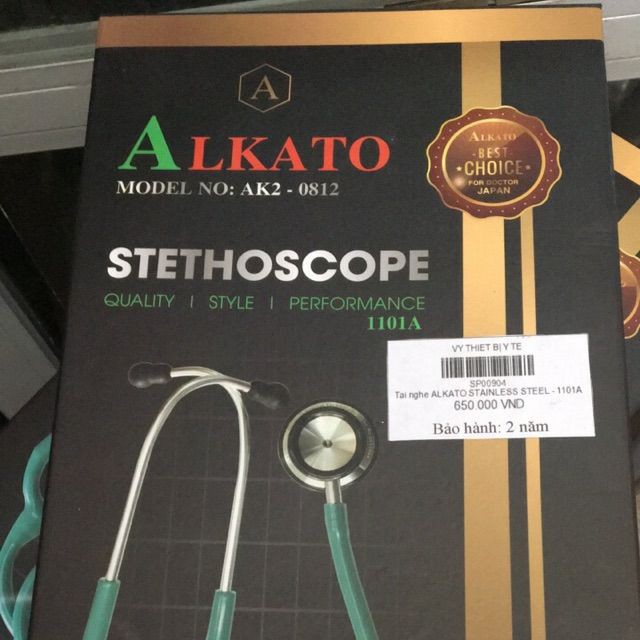 A
ALKATO
MODEL NO: AK2 - 0812
ALKATO
BEST
CHOICE
FOR DOCTOR
JAPAN
STETHOSCOPE
QUALITY | STYLE | PERFORMANCE
1101A
VY THIET BỊ Y TE
SP00904
Tai nghe ALKATO STAINLESS STEEL - 1101A
650 000 VND
Bảo hành: 2 năm